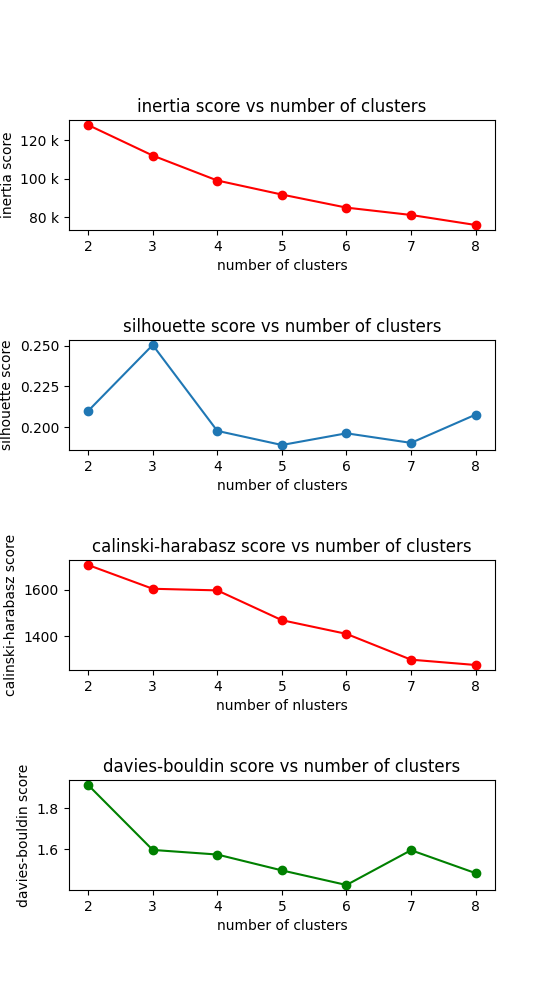 inertia score vs number of clusters
120 k
100 k
80 k
inertia score
2 3 4 5 6 7 8
number of clusters
silhouette score vs number of clusters
0.250
0.225
0.200
silhouette score
2 3 4 5 6 7 8
number of clusters
calinski-harabasz score vs number of clusters
1600
1400
calinski-harabasz score
2 3 4 5 6 7 8
number of nlusters
davies-bouldin score vs number of clusters
1.8
1.6
davies-bouldin score
2 3 4 5 6 7 8
number of clusters